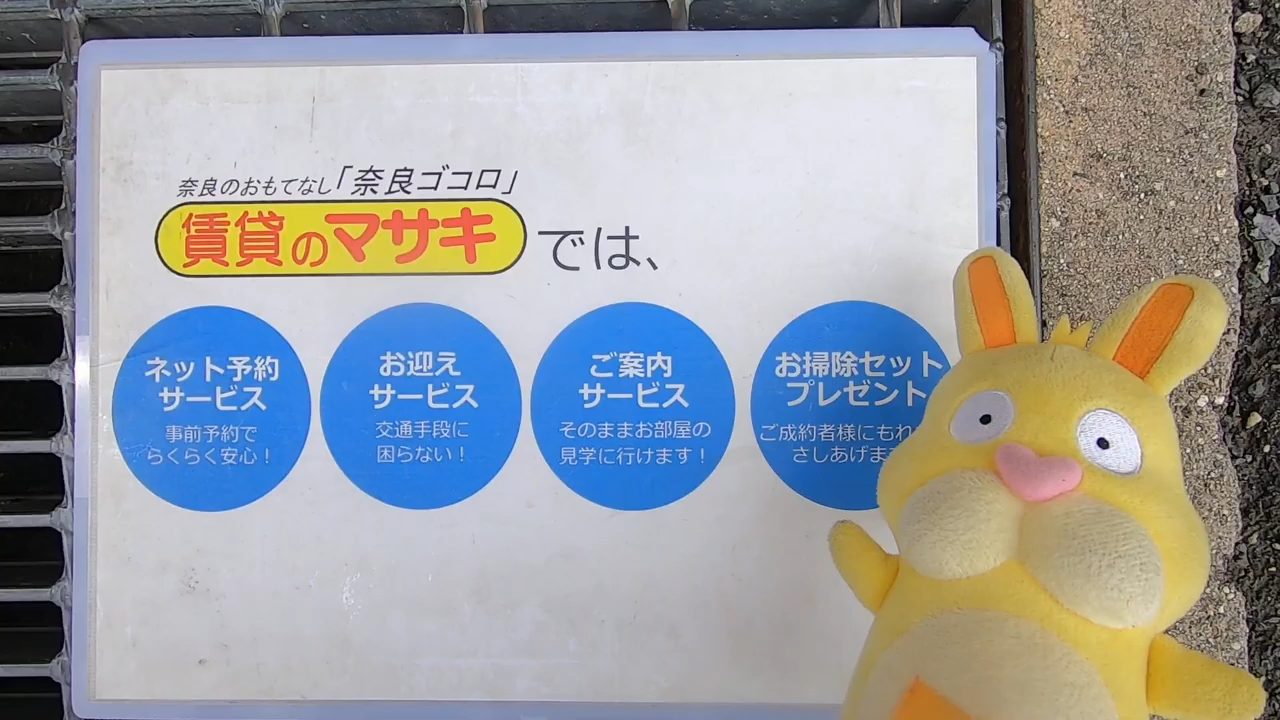 奈良のおもてなし「奈良ゴコロ」
賃貸のマサキでは、
ネット予約
サービス
事前予約で
らくらく安心！
お迎え
サービス
交通手段に
困らない！
ご案内
サービス
そのままお部屋の
見学に行けます！
お掃除セット
プレゼント
ご成約者様にもれ
さしあげま